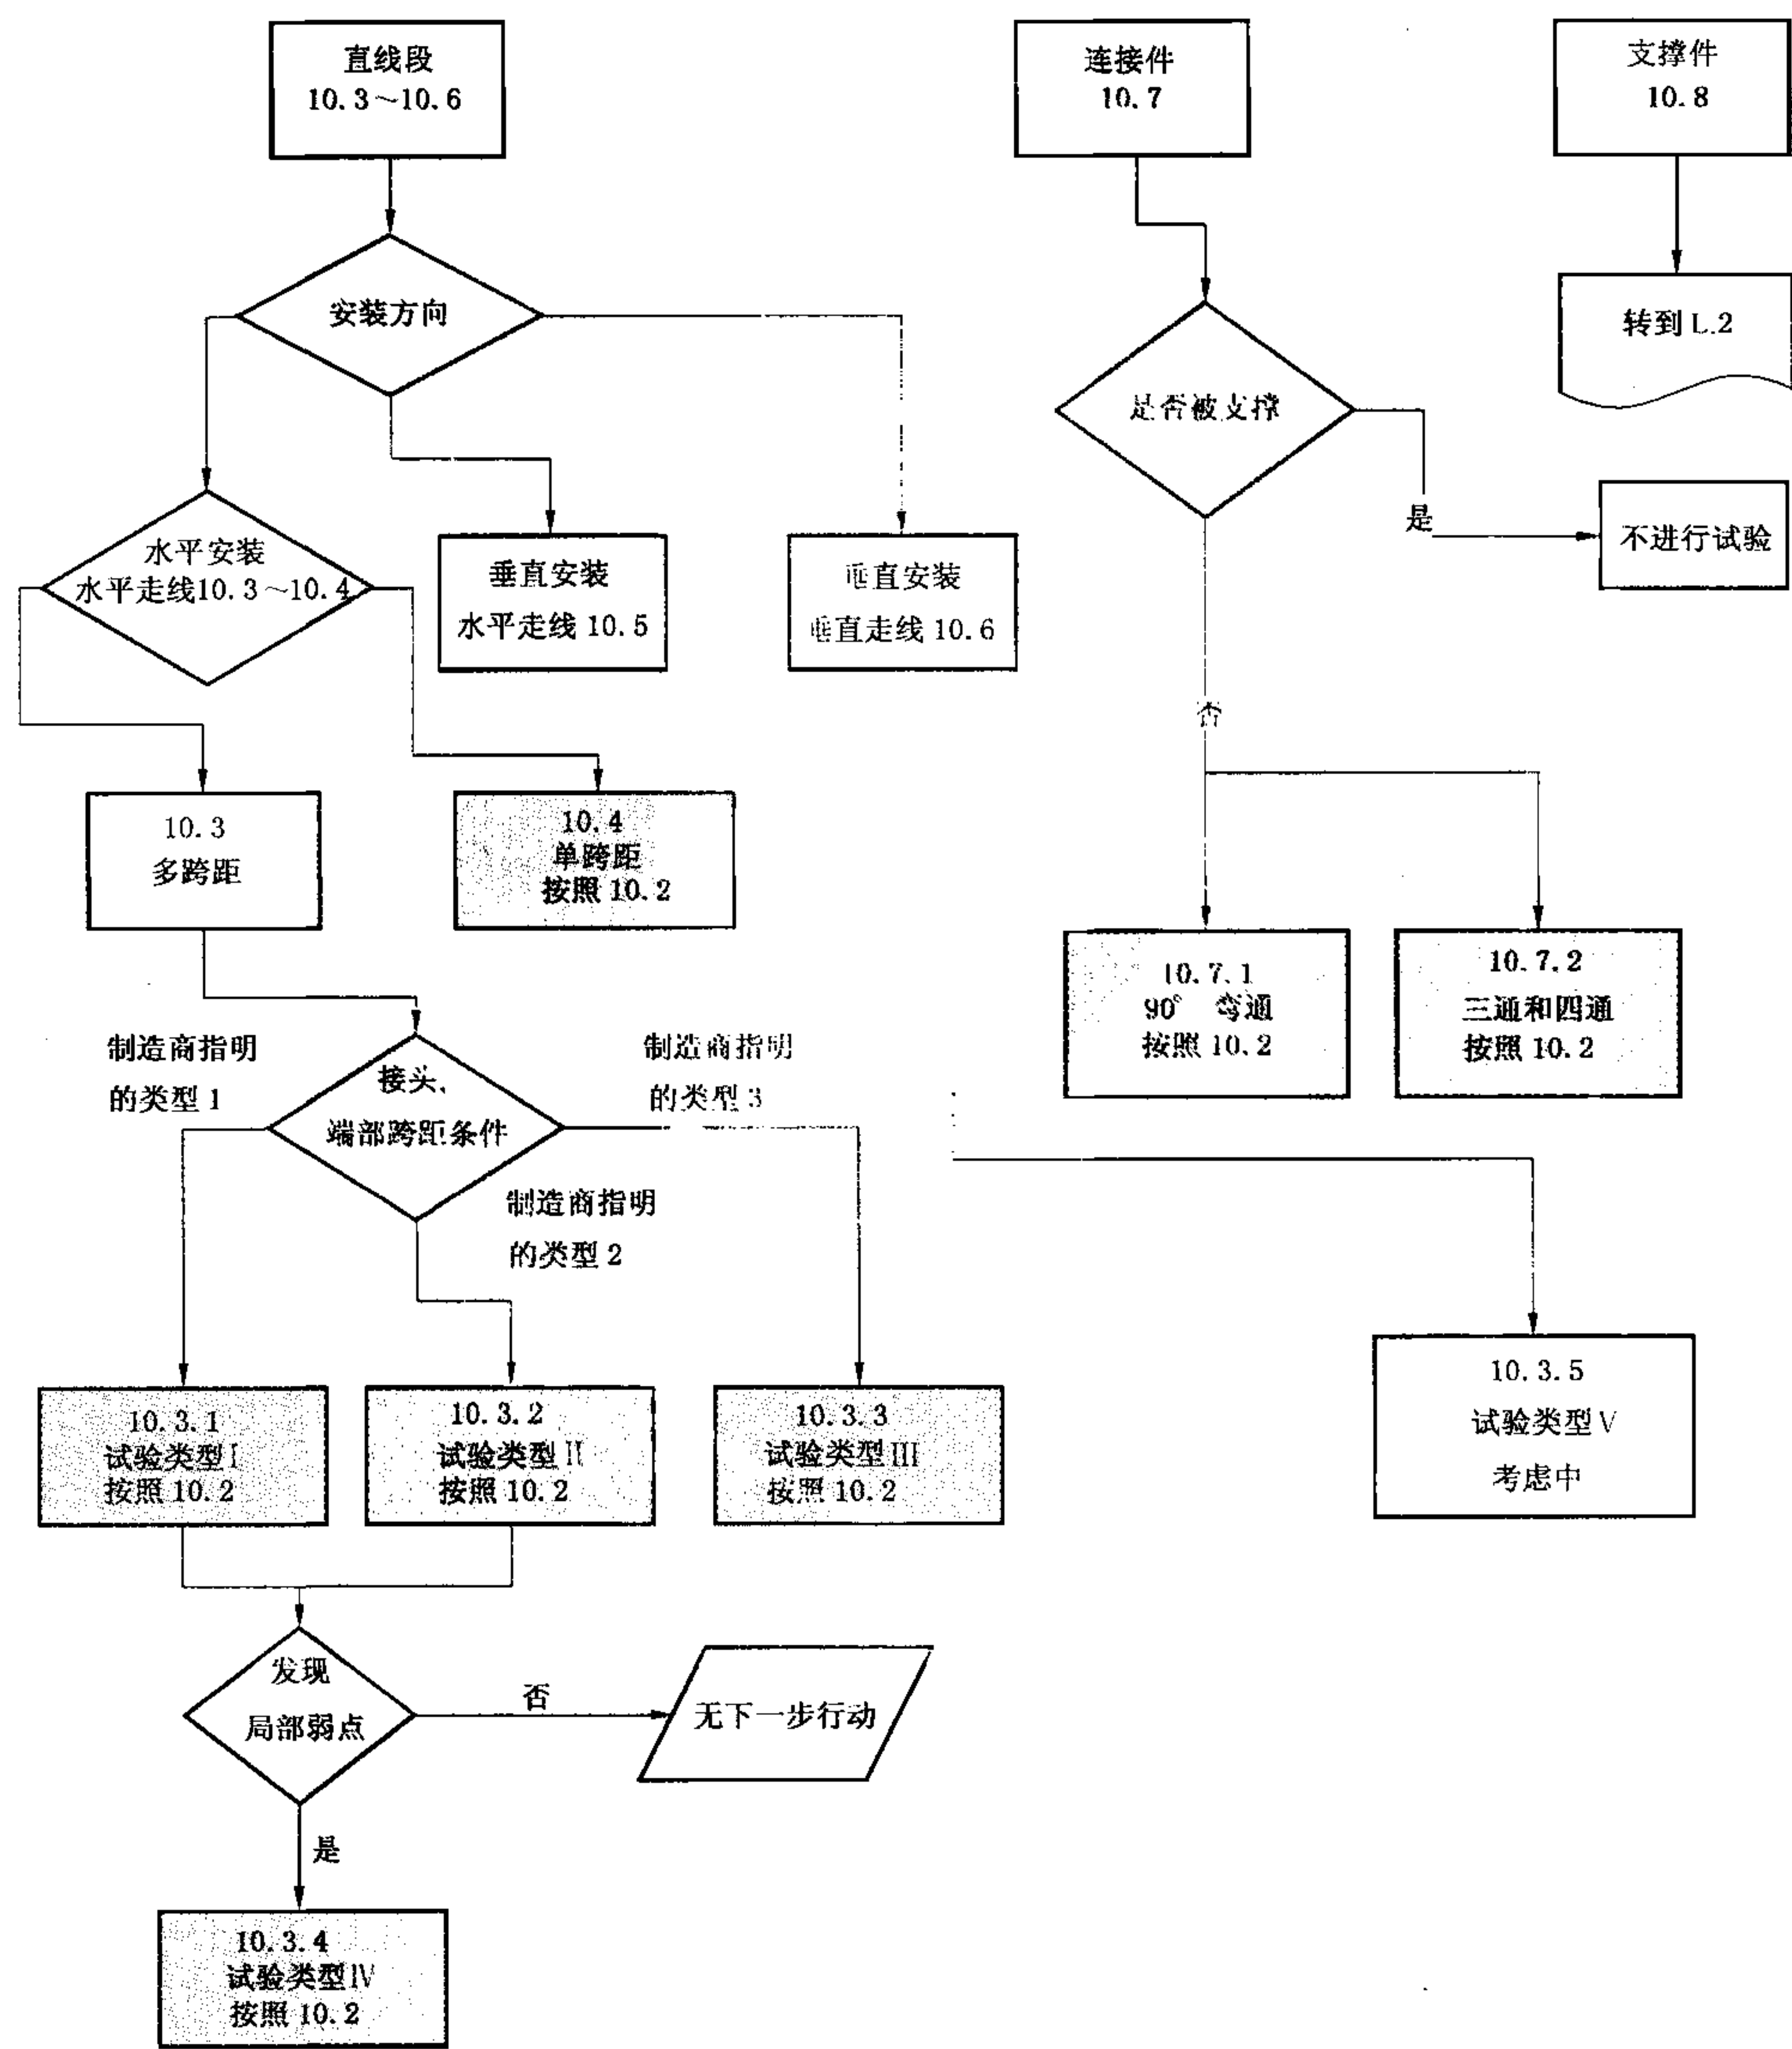 直线段
10.3～10.6
连接件
10.7
支撑件
10.8
安装方向
转到 L.2
是否被支撑
是
不进行试验
水平安装
水平走线10.3～10.4
垂直安装
水平走线 10.5
垂直安装
垂直走线 10.6
否
10.3
多跨距
10.4
单跨距
按照 10.2
10.7.1
90° 弯通
按照 10.2
10.7.2
三通和四通
按照 10.2
制造商指明
的类型 1
接头,
端部跨距条件
制造商指明
的类型 3
制造商指明
的类型 2
10.3.1
试验类型Ⅰ
按照 10.2
10.3.2
试验类型Ⅱ
按照 10.2
10.3.3
试验类型Ⅲ
按照 10.2
10.3.5
试验类型Ⅴ
考虑中
发现
局部弱点
否
无下一步行动
是
10.3.4
试验类型Ⅳ
按照 10.2